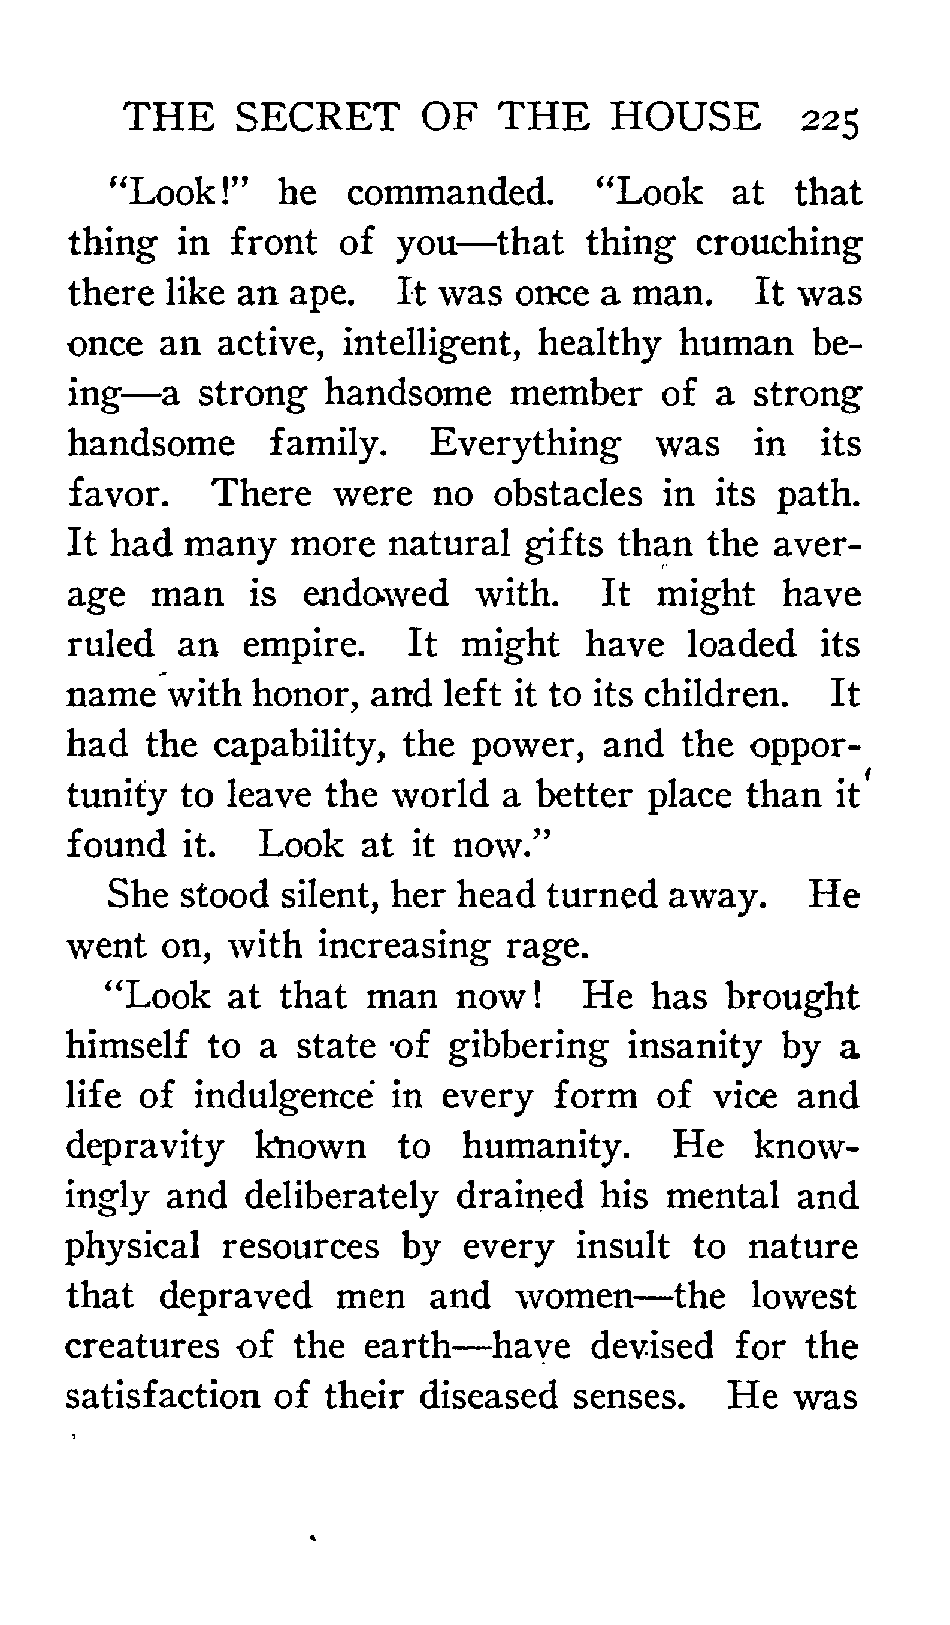 THE SECRET OF THE HOUSE 225
"Look!" he commanded. "Look at that
thing in front of you—that thing crouching
there like an ape. It was once a man. It was
once an active, intelligent, healthy human be-
ing—a strong handsome member of a strong
handsome family. Everything was in its
favor. There were no obstacles in its path.
It had many more natural gifts than the aver-
age man is endowed with. It might have
ruled an empire. It might have loaded its
name with honor, and left it to its children. It
had the capability, the power, and the oppor-
tunity to leave the world a better place than it
found it. Look at it now."
She stood silent, her head turned away. He
went on, with increasing rage.
"Look at that man now! He has brought
himself to a state of gibbering insanity by a
life of indulgence in every form of vice and
depravity known to humanity. He know-
ingly and deliberately drained his mental and
physical resources by every insult to nature
that depraved men and women—the lowest
creatures of the earth—have devised for the
satisfaction of their diseased senses. He was